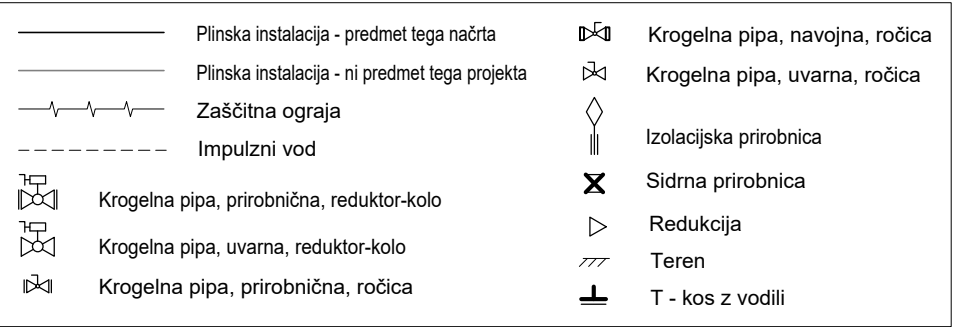 Plinska instalacija - predmet tega načrta
Plinska instalacija - ni predmet tega projekta
Zaščitna ograja
Impulzni vod
Krogelna pipa, prirobnična, reduktor-kolo
Krogelna pipa, uvarna, reduktor-kolo
Krogelna pipa, prirobnična, ročica
Krogelna pipa, navojna, ročica
Krogelna pipa, uvarna, ročica
Izolacijska prirobnica
Sidrna prirobnica
Redukcija
Teren
T - kos z vodili